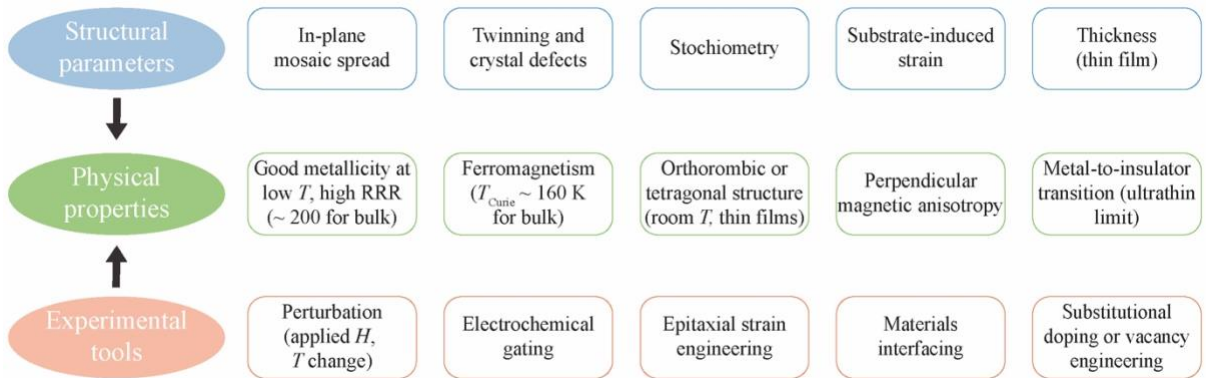 Structural
parameters
In-plane
mosaic spread
Twinning and
crystal defects
Stochiometry
Substrate-induced
strain
Thickness
(thin film)
Physical
properties
Good metallicity at
low T, high RRR
(~ 200 for bulk)
Ferromagnetism
(TCurie ~ 160 K
for bulk)
Orthorombic or
tetragonal structure
(room T, thin films)
Perpendicular
magnetic anisotropy
Metal-to-insulator
transition (ultrathin
limit)
Experimental
tools
Perturbation
(applied H,
T change)
Electrochemical
gating
Epitaxial strain
engineering
Materials
interfacing
Substitutional
doping or vacancy
engineering